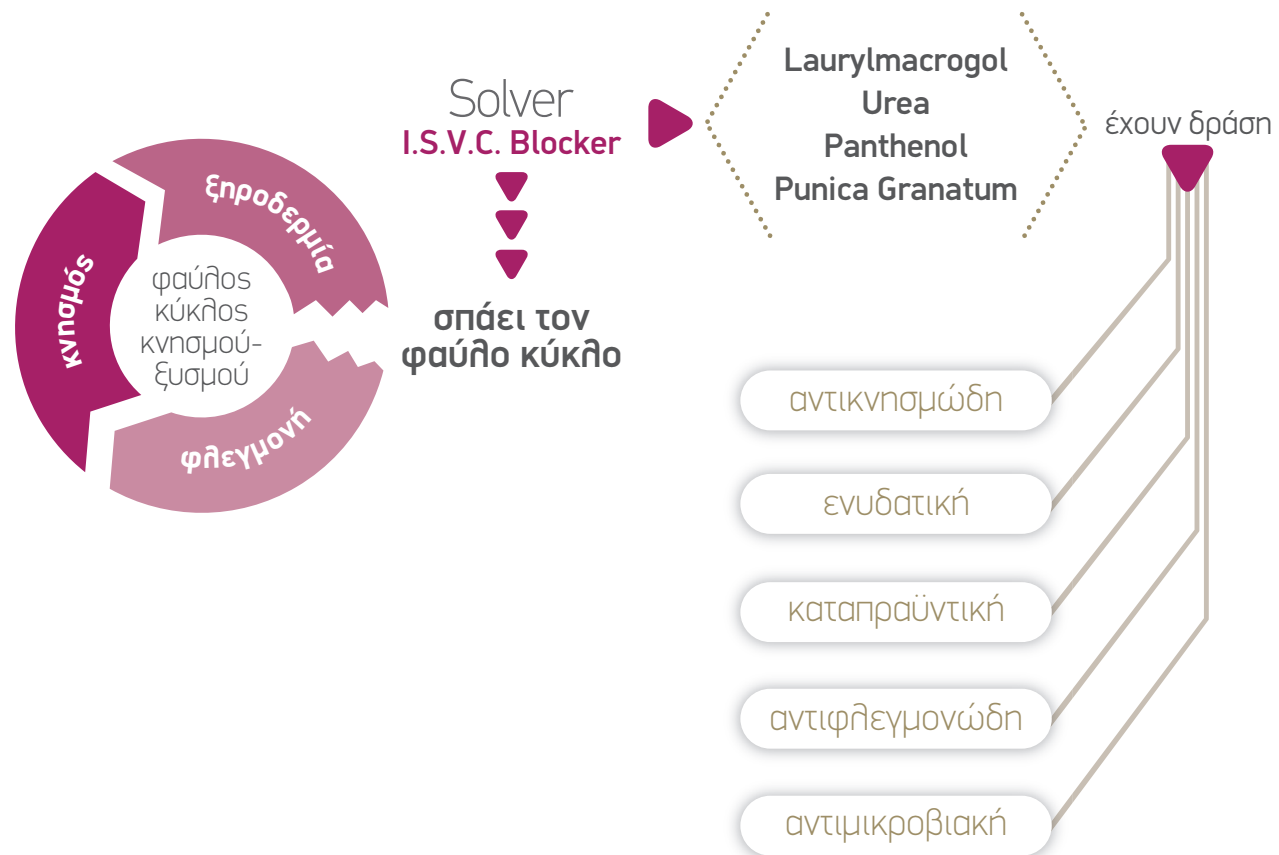 ξηροδερμία
κνησμός
φλεγμονή
φαύλος
κύκλος
κνησμού-
ξυσμού
Solver
I.S.V.C. Blocker
σπάει τον
φαύλο κύκλο
Laurylmacrogol
Urea
Panthenol
Punica Granatum
έχουν δράση
αντικνησμώδη
ενυδατική
καταπραϋντική
αντιφλεγμονώδη
αντιμικροβιακή